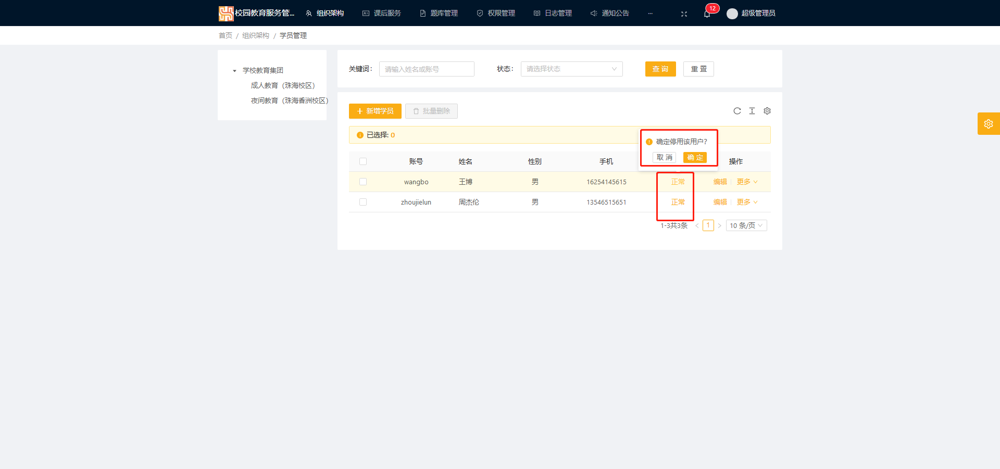 校园教育服务管... 组织架构 课后服务 题库管理 权限管理 日志管理 通知公告 ··· 12 超级管理员
首页 / 组织架构 / 学员管理
学校教育集团
成人教育（珠海校区）
夜间教育（珠海香洲校区）
关键词： 请输入姓名或账号 状态： 请选择状态 查 询 重 置
新增学员 批量删除
已选择: 0
确定停用该用户？
取 消 确 定
账号 姓名 性别 手机 操作
wangbo 王博 男 16254145615 正常 编辑 更多
zhoujielun 周杰伦 男 13546515651 正常 编辑 更多
1-3共3条 < 1 > 10 条/页